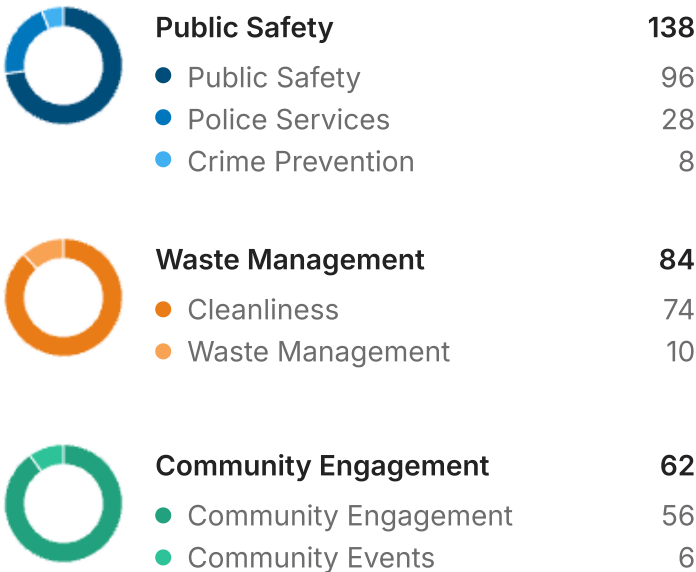 Public Safety 138
Public Safety 96
Police Services 28
Crime Prevention 8
Waste Management 84
Cleanliness 74
Waste Management 10
Community Engagement 62
Community Engagement 56
Community Events 6